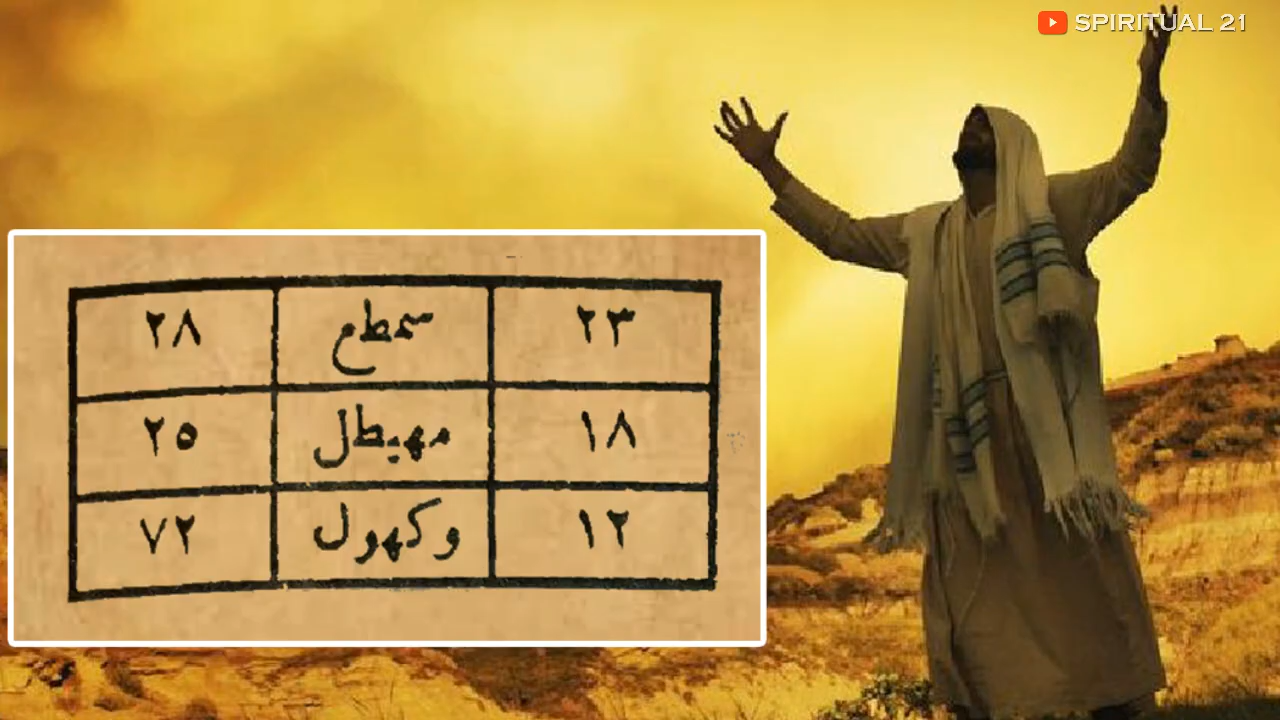 SPIRITUAL 21
٢٣ سمطع ٢٨
١٨ مهيطل ٢٥
١٢ وكهول ٧٢